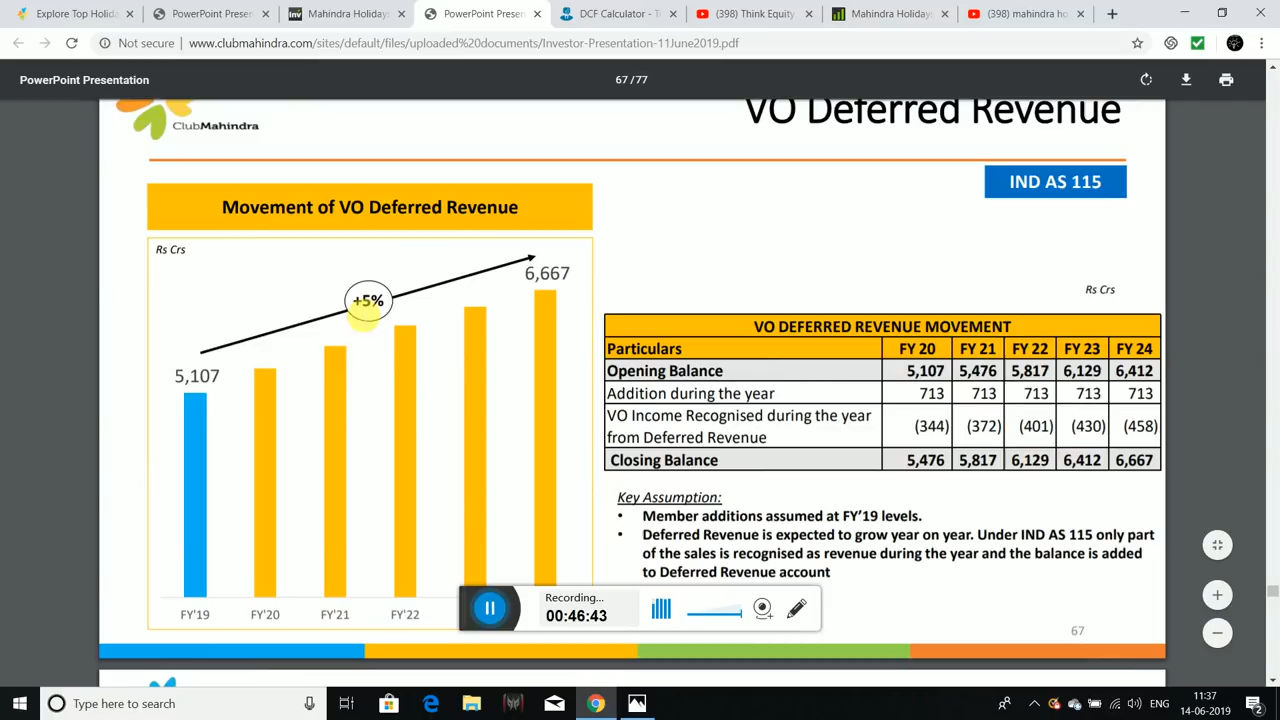 Explore Top Holida
PowerPoint Presen
Mahindra Holidays
PowerPoint Presen
DCF Calculator - T
(398) Think Equity
Mahindra Holiday
(398) mahindra ho
Not secure | www.clubmahindra.com/sites/default/files/uploaded%20documents/Investor-Presentation-11June2019.pdf
PowerPoint Presentation
67 / 77
ClubMahindra
VO Deferred Revenue
IND AS 115
Movement of VO Deferred Revenue
Rs Crs
6,667
+5%
5,107
FY'19 FY'20 FY'21 FY'22
Rs Crs
VO DEFERRED REVENUE MOVEMENT
Particulars FY 20 FY 21 FY 22 FY 23 FY 24
Opening Balance 5,107 5,476 5,817 6,129 6,412
Addition during the year 713 713 713 713 713
VO Income Recognised during the year
from Deferred Revenue (344) (372) (401) (430) (458)
Closing Balance 5,476 5,817 6,129 6,412 6,667
Key Assumption:
• Member additions assumed at FY'19 levels.
• Deferred Revenue is expected to grow year on year. Under IND AS 115 only part
of the sales is recognised as revenue during the year and the balance is added
to Deferred Revenue account
Recording...
00:46:43
67
Type here to search
ENG
11:37
14-06-2019
2